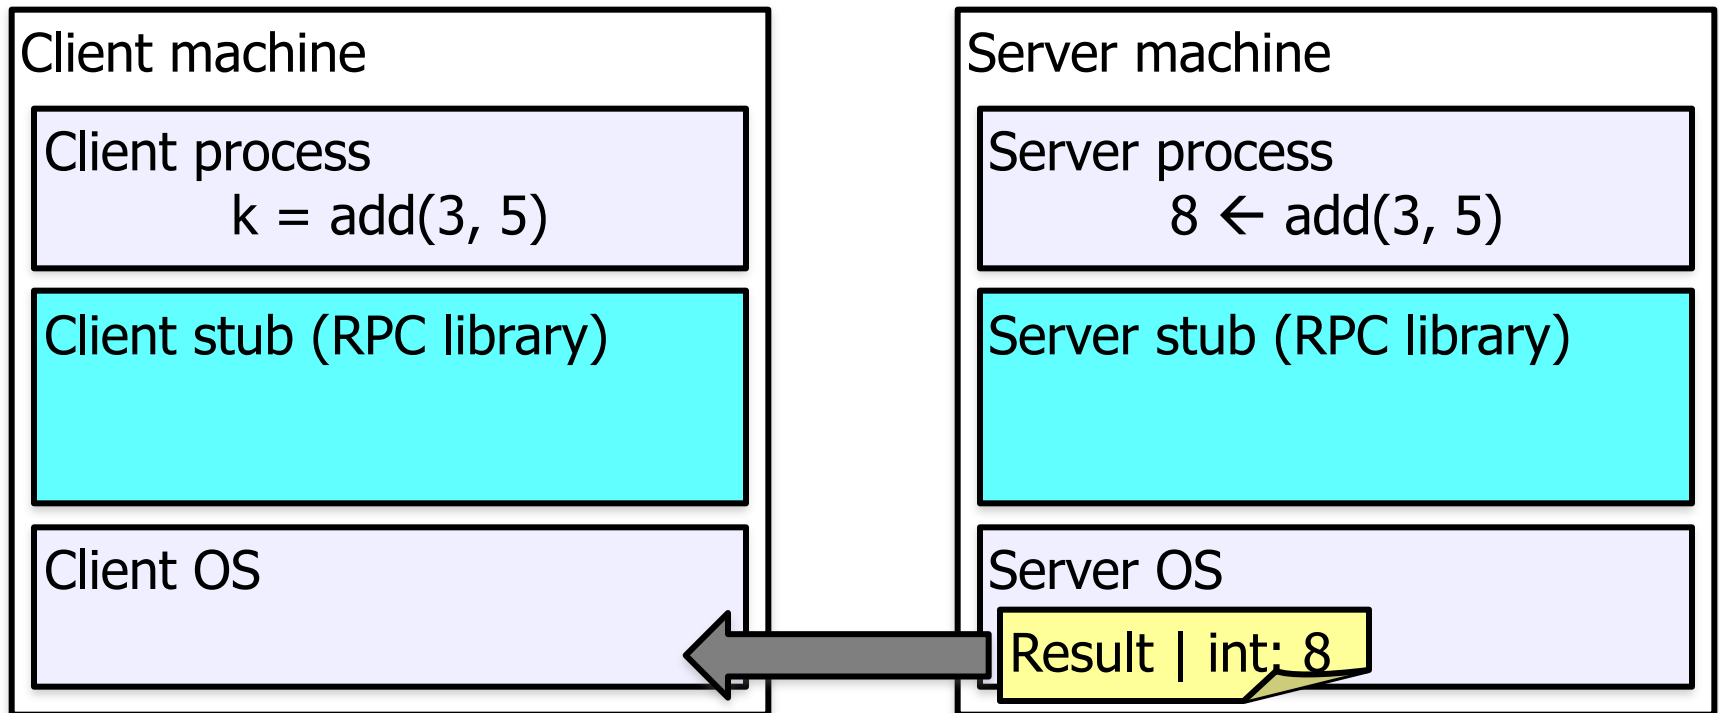 Client machine
Client process
k = add(3, 5)
Client stub (RPC library)
Client OS
Server machine
Server process
8 ← add(3, 5)
Server stub (RPC library)
Server OS
Result | int: 8